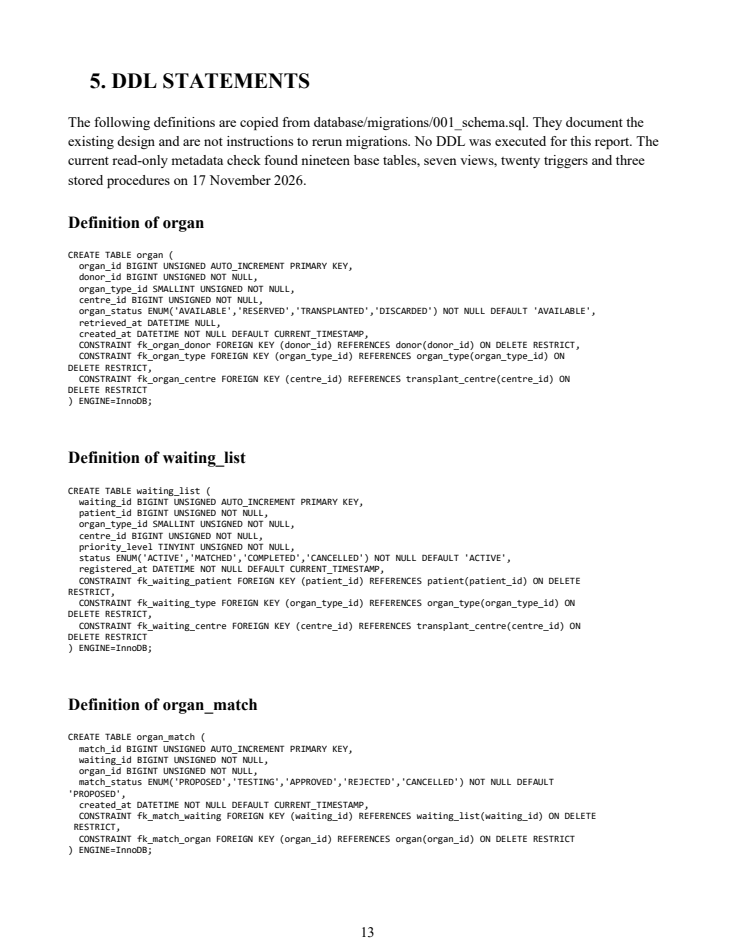 5. DDL STATEMENTS
The following definitions are copied from database/migrations/001_schema.sql. They document the
existing design and are not instructions to rerun migrations. No DDL was executed for this report. The
current read-only metadata check found nineteen base tables, seven views, twenty triggers and three
stored procedures on 17 November 2026.
Definition of organ
CREATE TABLE organ (
  organ_id BIGINT UNSIGNED AUTO_INCREMENT PRIMARY KEY,
  donor_id BIGINT UNSIGNED NOT NULL,
  organ_type_id SMALLINT UNSIGNED NOT NULL,
  centre_id BIGINT UNSIGNED NOT NULL,
  organ_status ENUM('AVAILABLE','RESERVED','TRANSPLANTED','DISCARDED') NOT NULL DEFAULT 'AVAILABLE',
  retrieved_at DATETIME NULL,
  created_at DATETIME NOT NULL DEFAULT CURRENT_TIMESTAMP,
  CONSTRAINT fk_organ_donor FOREIGN KEY (donor_id) REFERENCES donor(donor_id) ON DELETE RESTRICT,
  CONSTRAINT fk_organ_type FOREIGN KEY (organ_type_id) REFERENCES organ_type(organ_type_id) ON
DELETE RESTRICT,
  CONSTRAINT fk_organ_centre FOREIGN KEY (centre_id) REFERENCES transplant_centre(centre_id) ON
DELETE RESTRICT
) ENGINE=InnoDB;
Definition of waiting_list
CREATE TABLE waiting_list (
  waiting_id BIGINT UNSIGNED AUTO_INCREMENT PRIMARY KEY,
  patient_id BIGINT UNSIGNED NOT NULL,
  organ_type_id SMALLINT UNSIGNED NOT NULL,
  centre_id BIGINT UNSIGNED NOT NULL,
  priority_level TINYINT UNSIGNED NOT NULL,
  status ENUM('ACTIVE','MATCHED','COMPLETED','CANCELLED') NOT NULL DEFAULT 'ACTIVE',
  registered_at DATETIME NOT NULL DEFAULT CURRENT_TIMESTAMP,
  CONSTRAINT fk_waiting_patient FOREIGN KEY (patient_id) REFERENCES patient(patient_id) ON DELETE
RESTRICT,
  CONSTRAINT fk_waiting_type FOREIGN KEY (organ_type_id) REFERENCES organ_type(organ_type_id) ON
DELETE RESTRICT,
  CONSTRAINT fk_waiting_centre FOREIGN KEY (centre_id) REFERENCES transplant_centre(centre_id) ON
DELETE RESTRICT
) ENGINE=InnoDB;
Definition of organ_match
CREATE TABLE organ_match (
  match_id BIGINT UNSIGNED AUTO_INCREMENT PRIMARY KEY,
  waiting_id BIGINT UNSIGNED NOT NULL,
  organ_id BIGINT UNSIGNED NOT NULL,
  match_status ENUM('PROPOSED','TESTING','APPROVED','REJECTED','CANCELLED') NOT NULL DEFAULT
'PROPOSED',
  created_at DATETIME NOT NULL DEFAULT CURRENT_TIMESTAMP,
  CONSTRAINT fk_match_waiting FOREIGN KEY (waiting_id) REFERENCES waiting_list(waiting_id) ON DELETE
 RESTRICT,
  CONSTRAINT fk_match_organ FOREIGN KEY (organ_id) REFERENCES organ(organ_id) ON DELETE RESTRICT
) ENGINE=InnoDB;
13